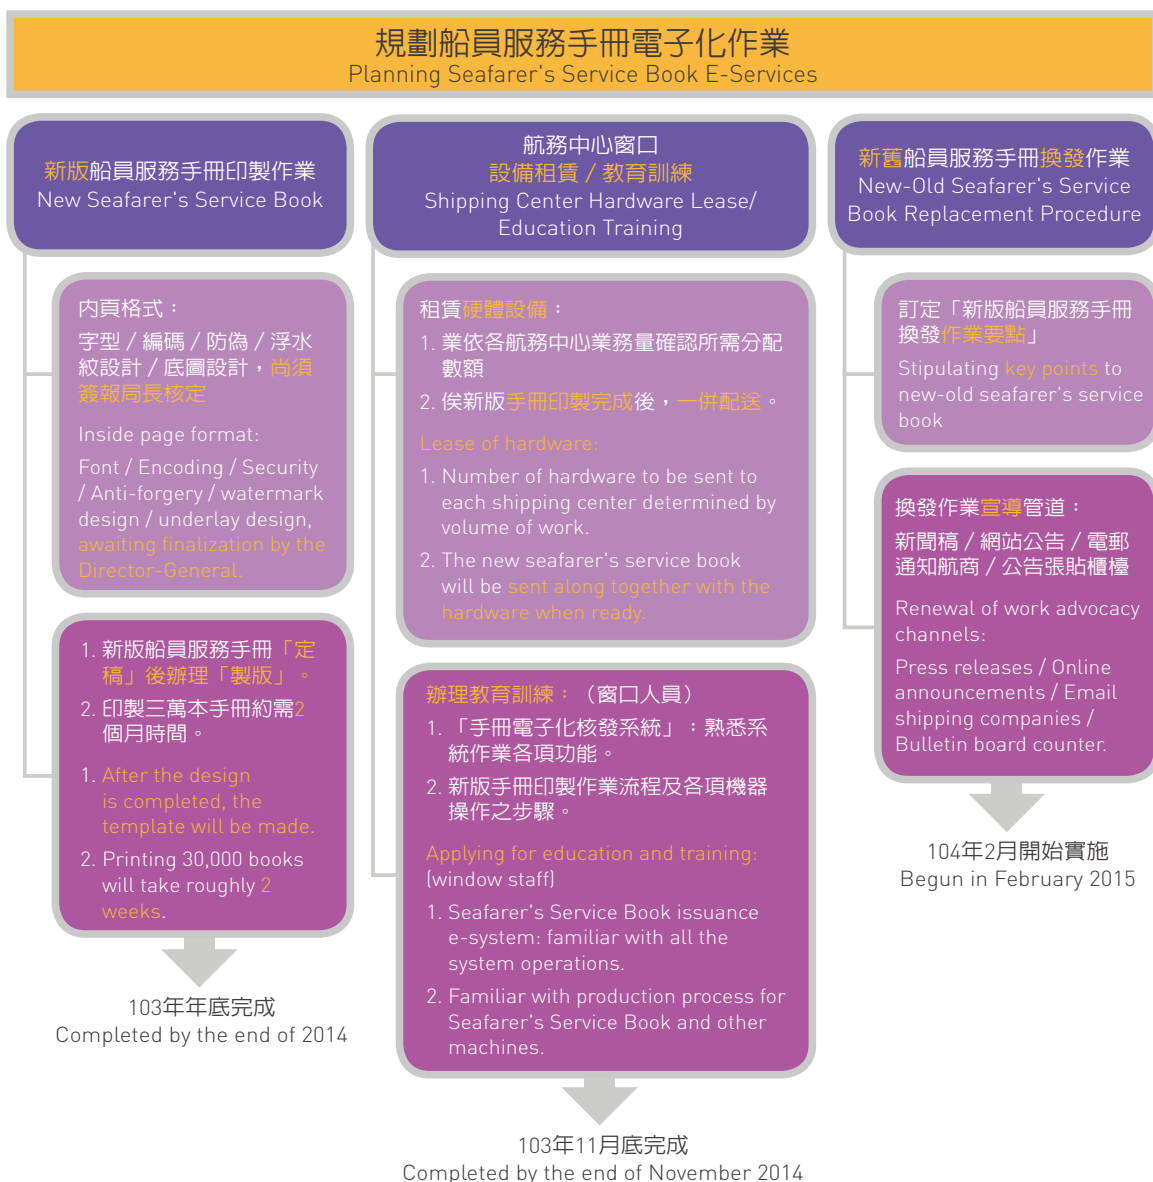 規劃船員服務手冊電子化作業
Planning Seafarer's Service Book E-Services
新版船員服務手冊印製作業
New Seafarer's Service Book
內頁格式：
字型 / 編碼 / 防偽 / 浮水
紋設計 / 底圖設計，尚須
簽報局長核定
Inside page format:
Font / Encoding / Security
/ Anti-forgery / watermark
design / underlay design,
awaiting finalization by the
Director-General.
1. 新版船員服務手冊「定
稿」後辦理「製版」。
2. 印製三萬本手冊約需2
個月時間。
1. After the design
is completed, the
template will be made.
2. Printing 30,000 books
will take roughly 2
weeks.
103年年底完成
Completed by the end of 2014
航務中心窗口
設備租賃 / 教育訓練
Shipping Center Hardware Lease/
Education Training
租賃硬體設備：
1. 業依各航務中心業務量確認所需分配
數額
2. 俟新版手冊印製完成後，一併配送。
Lease of hardware:
1. Number of hardware to be sent to
each shipping center determined by
volume of work.
2. The new seafarer's service book
will be sent along together with the
hardware when ready.
辦理教育訓練：（窗口人員）
1. 「手冊電子化核發系統」：熟悉系
統作業各項功能。
2. 新版手冊印製作業流程及各項機器
操作之步驟。
Applying for education and training:
(window staff)
1. Seafarer's Service Book issuance
e-system: familiar with all the
system operations.
2. Familiar with production process for
Seafarer's Service Book and other
machines.
103年11月底完成
Completed by the end of November 2014
新舊船員服務手冊換發作業
New-Old Seafarer's Service
Book Replacement Procedure
訂定「新版船員服務手冊
換發作業要點」
Stipulating key points to
new-old seafarer's service
book
換發作業宣導管道：
新聞稿 / 網站公告 / 電郵
通知航商 / 公告張貼櫃檯
Renewal of work advocacy
channels:
Press releases / Online
announcements / Email
shipping companies /
Bulletin board counter.
104年2月開始實施
Begun in February 2015